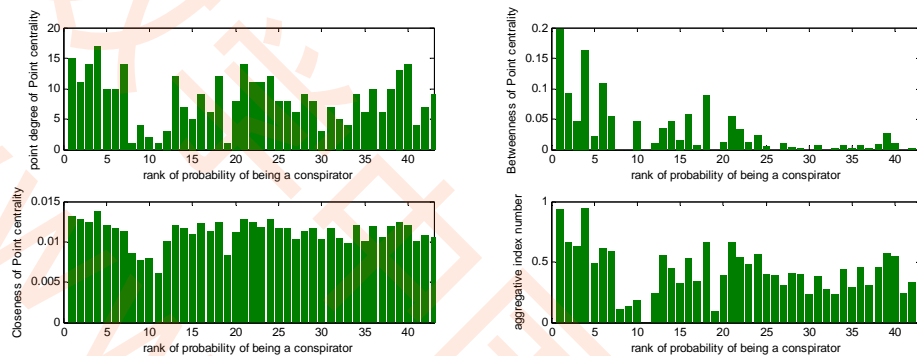 20
15
10
5
0
point degree of Point centrality
0 5 10 15 20 25 30 35 40
rank of probability of being a conspirator
0.2
0.15
0.1
0.05
0
Betweenness of Point centrality
0 5 10 15 20 25 30 35 40
rank of probability of being a conspirator
0.015
0.01
0.005
0
Closeness of Point centrality
0 5 10 15 20 25 30 35 40
rank of probability of being a conspirator
1
0.5
0
aggregative index number
0 5 10 15 20 25 30 35 40
rank of probability of being a conspirator